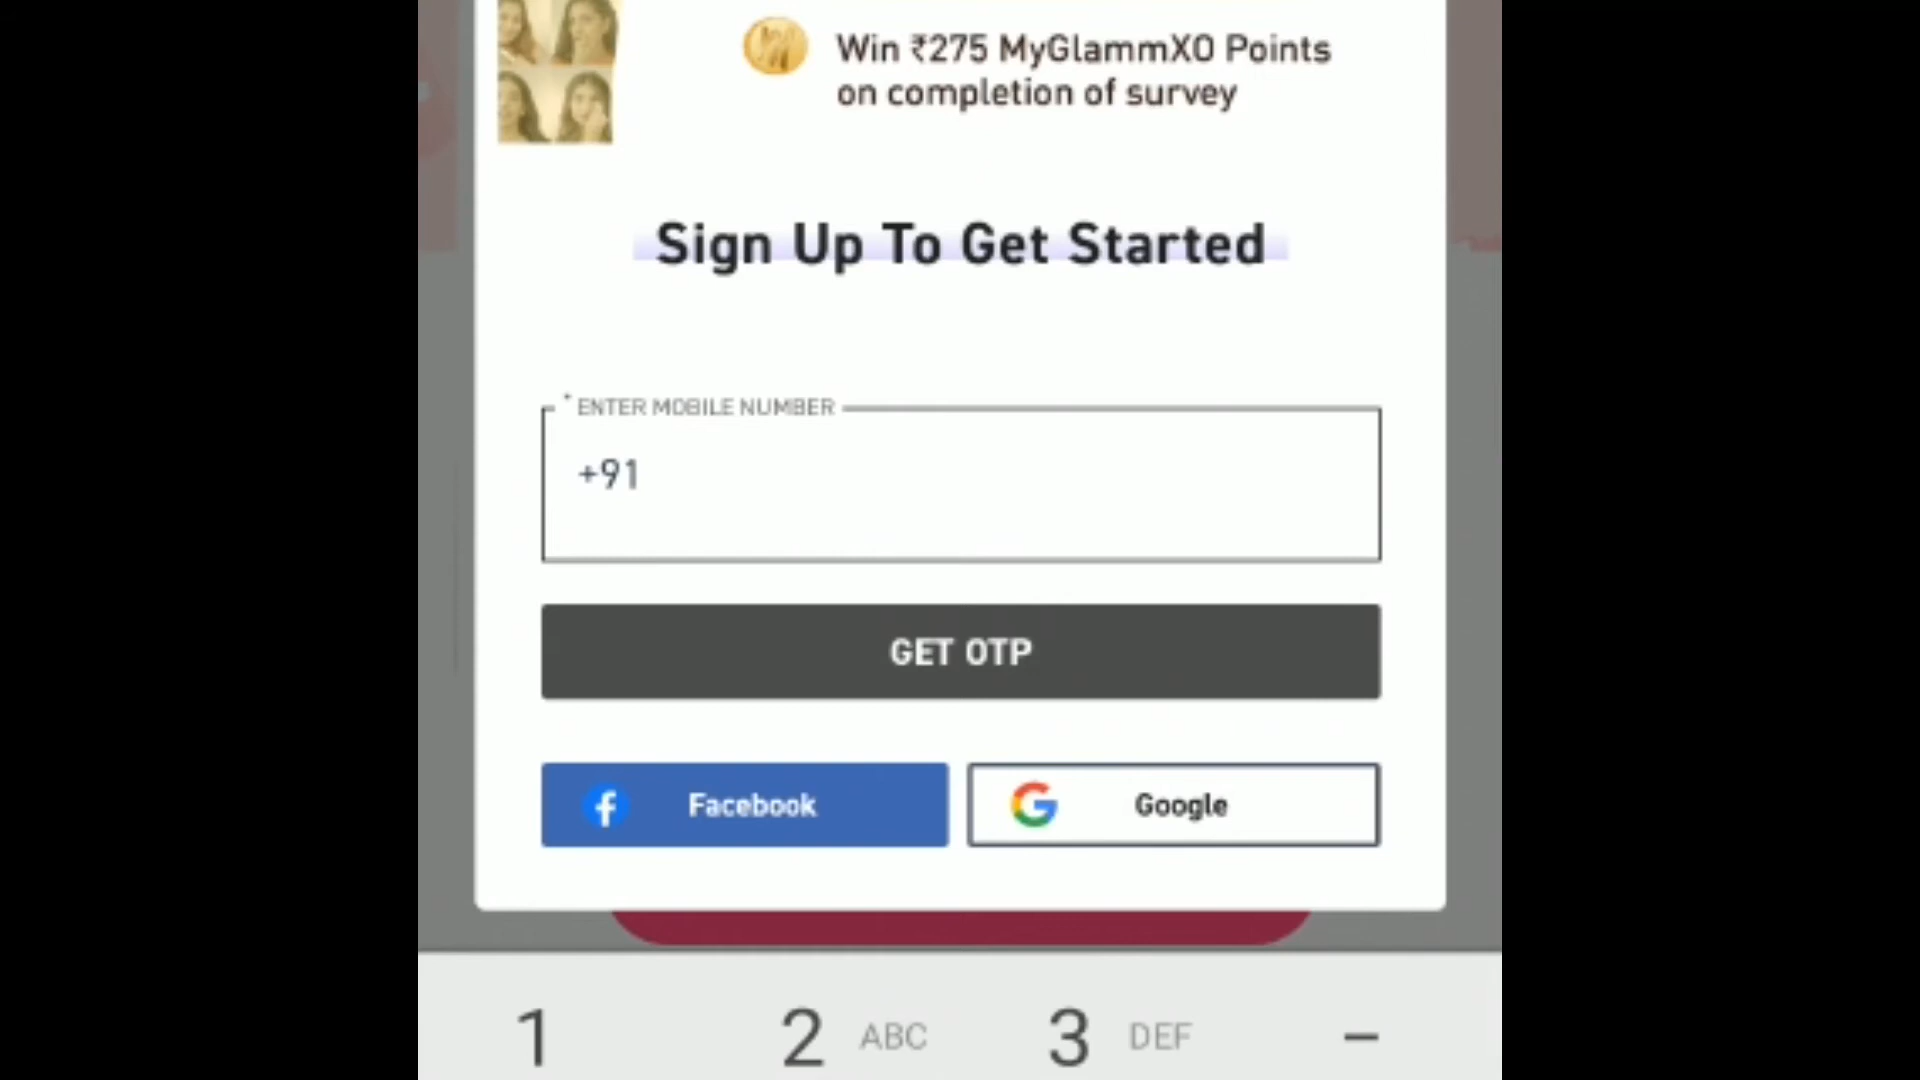 Win ₹275 MyGlammXO Points
on completion of survey
Sign Up To Get Started
* ENTER MOBILE NUMBER
+91
GET OTP
Facebook
Google
1
2 ABC
3 DEF
–